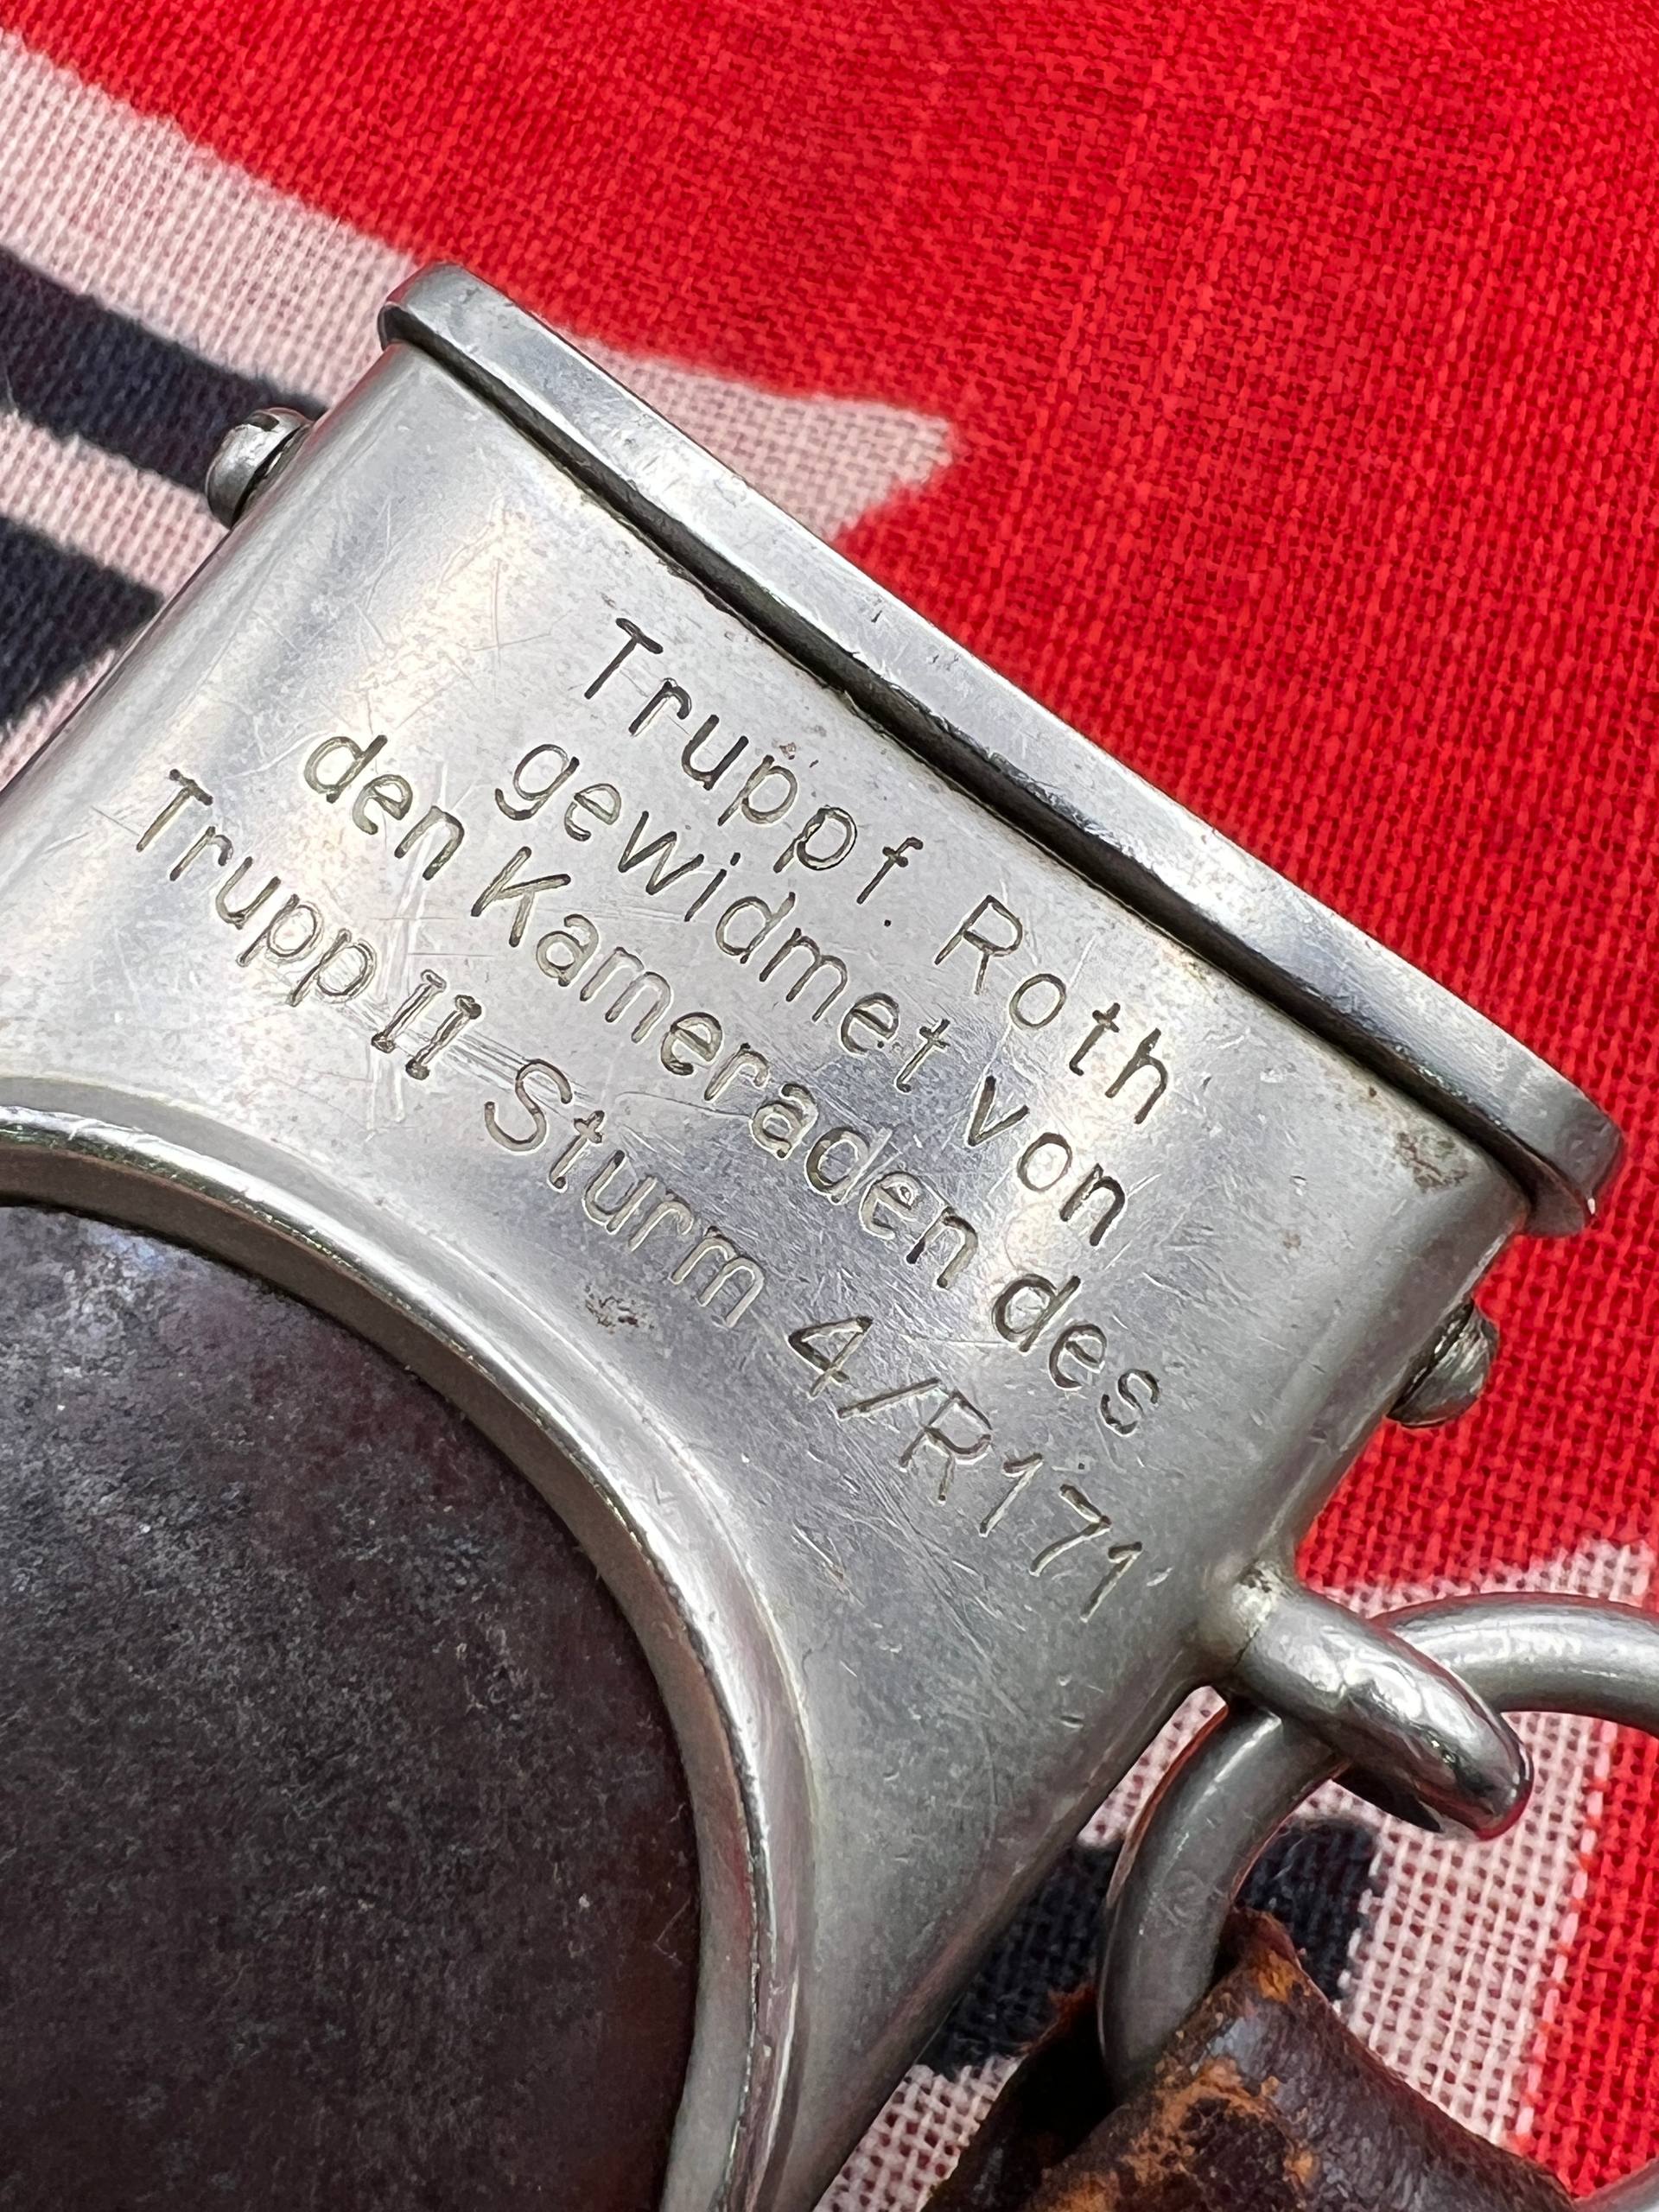 Truppf. Roth
gewidmet von
den Kameraden des
Trupp II Sturm 4/R171